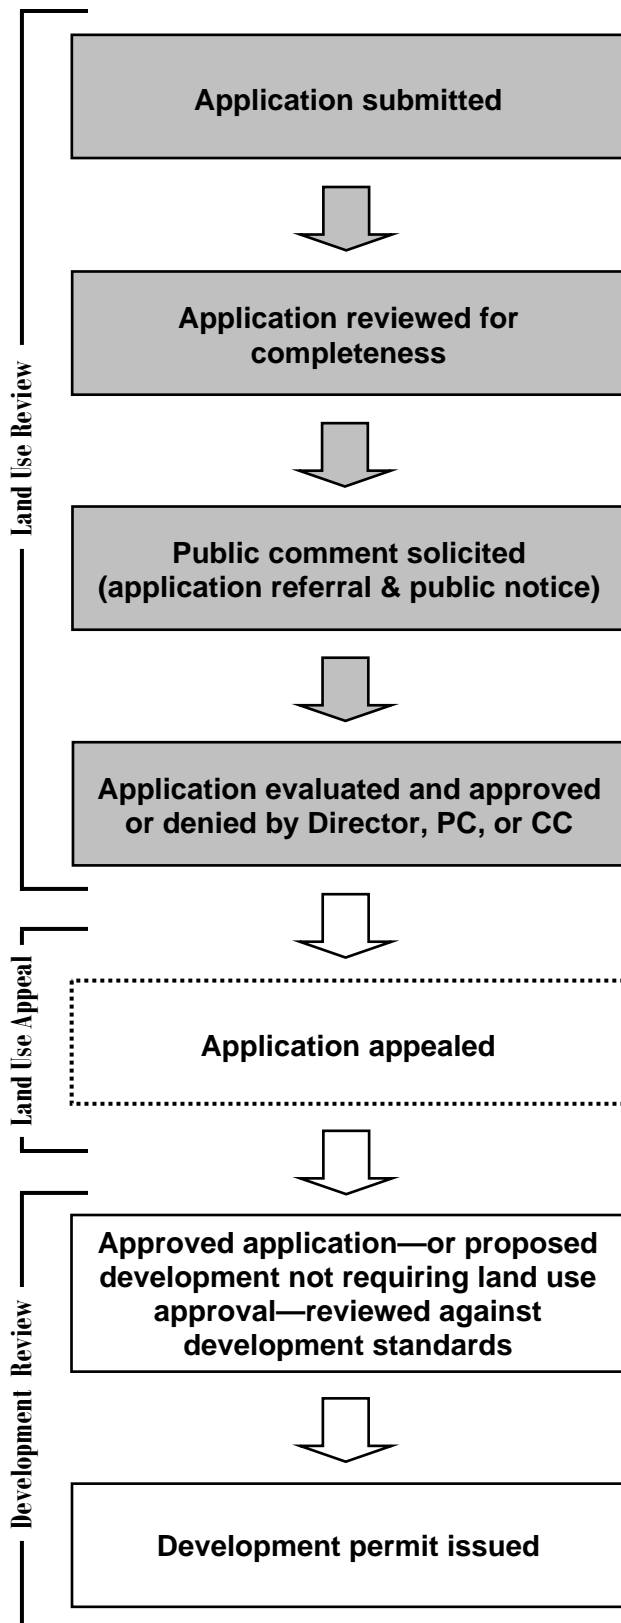 Land Use Review
Application submitted
Application reviewed for
completeness
Public comment solicited
(application referral & public notice)
Application evaluated and approved
or denied by Director, PC, or CC
Land Use Appeal
Application appealed
Development Review
Approved application—or proposed
development not requiring land use
approval—reviewed against
development standards
Development permit issued